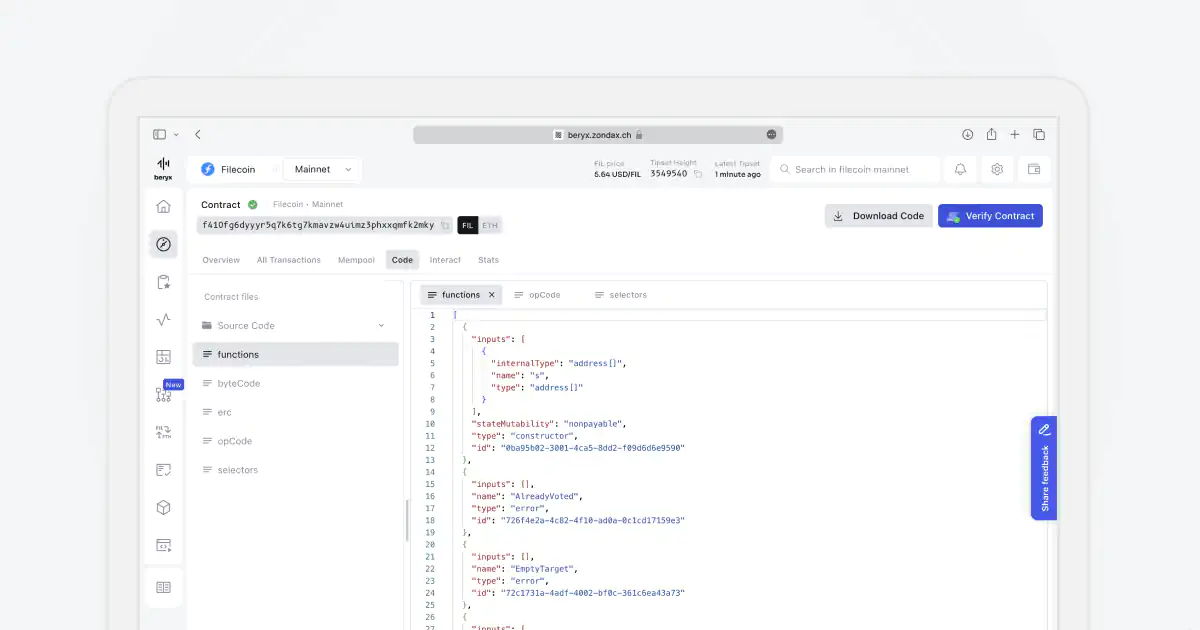 beryx.zondax.ch
beryx
Filecoin
Mainnet
FIL price
5.64 USD/FIL
Tipset Height
3549540
Latest Tipset
1 minute ago
Search in filecoin mainnet
Contract
Filecoin • Mainnet
f410fg6dyyyr5q7k6tg7kmavzw4uimz3phxxqmfk2mky
FIL
ETH
Download Code
Verify Contract
Overview
All Transactions
Mempool
Code
Interact
Stats
Contract files
Source Code
functions
byteCode
erc
opCode
selectors
New
FIL
ETH
functions
opCode
selectors
1 [
2 {
3 "inputs": [
4 {
5 "internalType": "address[]",
6 "name": "s",
7 "type": "address[]"
8 }
9 ],
10 "stateMutability": "nonpayable",
11 "type": "constructor",
12 "id": "0ba95b02-3001-4ca5-8dd2-f09d6d6e9590"
13 },
14 {
15 "inputs": [],
16 "name": "AlreadyVoted",
17 "type": "error",
18 "id": "726f4e2a-4c82-4f10-ad0a-0c1cd17159e3"
19 },
20 {
21 "inputs": [],
22 "name": "EmptyTarget",
23 "type": "error",
24 "id": "72c1731a-4adf-4002-bf0c-361c6ea43a73"
25 },
26 {
27 "inputs": [
Share feedback